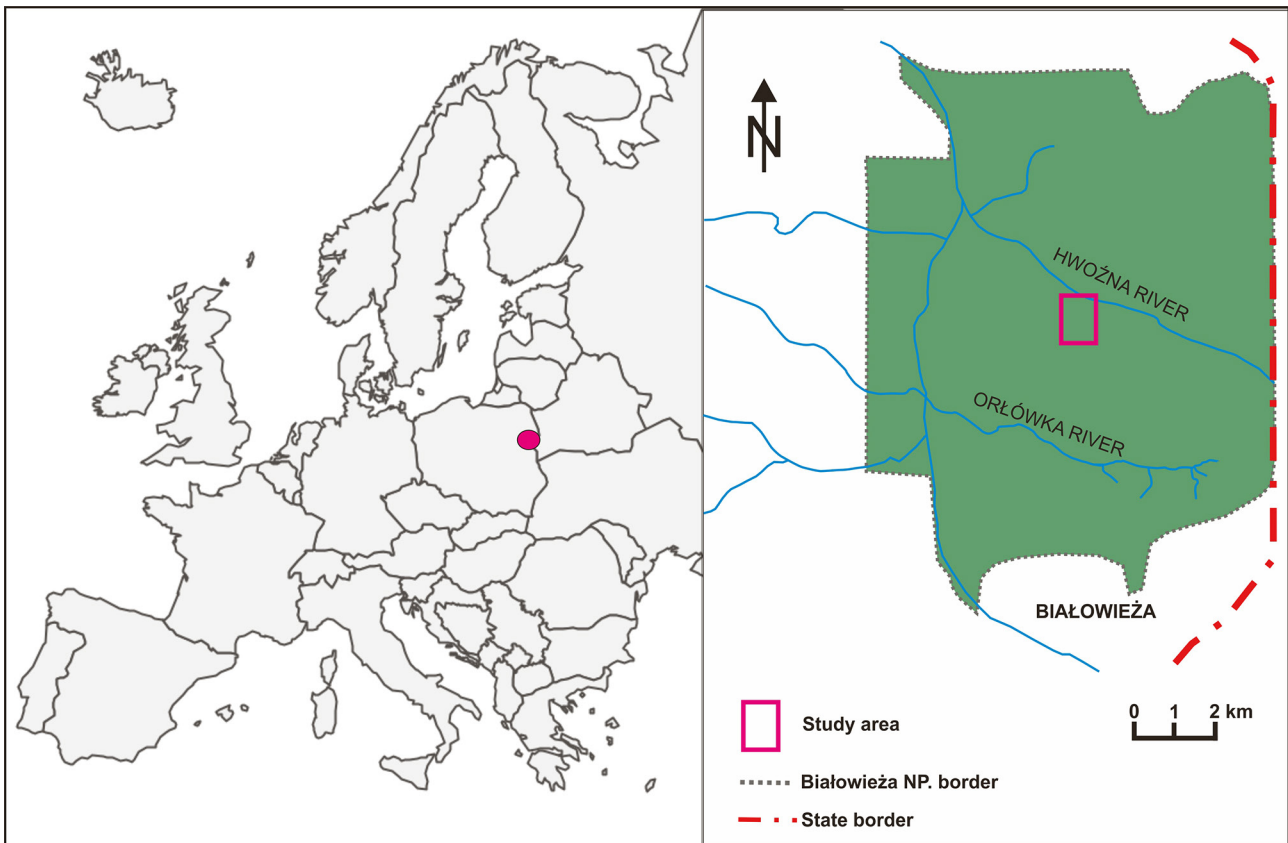 N
HWOŹNA RIVER
ORŁÓWKA RIVER
BIAŁOWIEŻA
0 1 2 km
Study area
Białowieża NP. border
State border